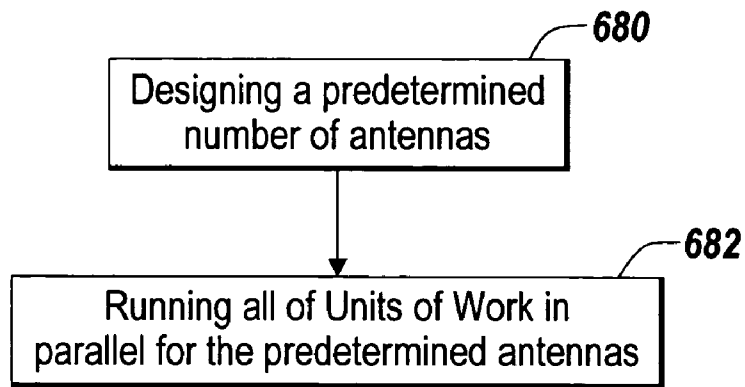 680
Designing a predetermined
number of antennas
682
Running all of Units of Work in
parallel for the predetermined antennas